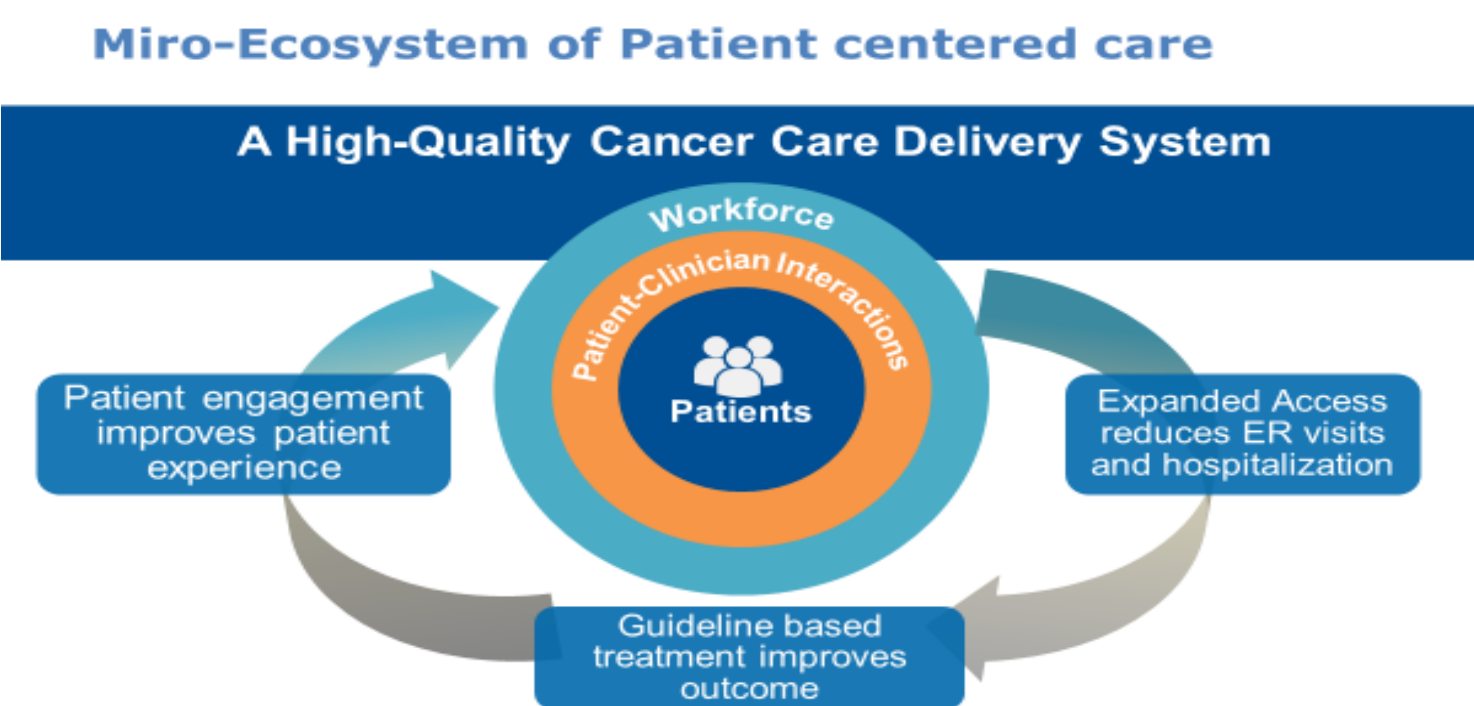 Miro-Ecosystem of Patient centered care
A High-Quality Cancer Care Delivery System
Workforce
Patient-Clinician Interactions
Patients
Patient engagement
improves patient
experience
Expanded Access
reduces ER visits
and hospitalization
Guideline based
treatment improves
outcome